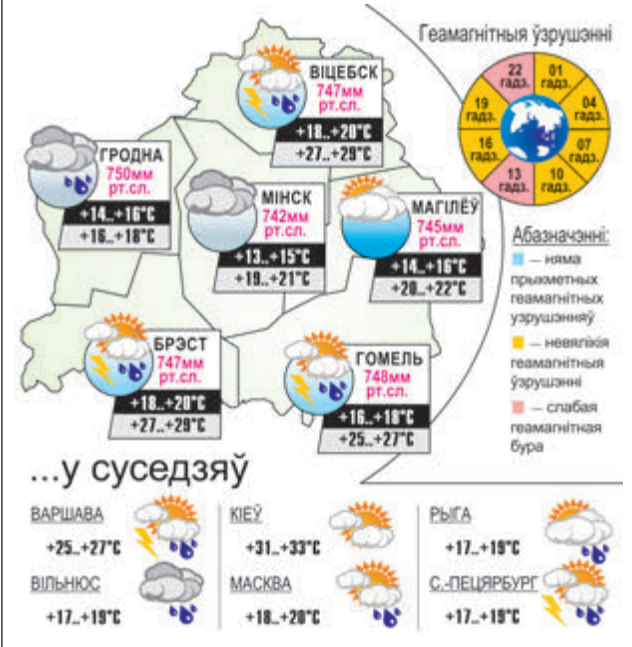 Геамагнітныя ўзрушэнні
22 гадз.
01 гадз.
04 гадз.
07 гадз.
10 гадз.
13 гадз.
16 гадз.
19 гадз.
ВІЦЕБСК
747мм
рт.сл.
+18..+20°С
+27..+29°С
ГРОДНА
750мм
рт.сл.
+14..+16°С
+16..+18°С
МІНСК
742мм
рт.сл.
+13..+15°С
+19..+21°С
МАГІЛЁЎ
745мм
рт.сл.
+14..+16°С
+20..+22°С
БРЭСТ
747мм
рт.сл.
+18..+20°С
+27..+29°С
ГОМЕЛЬ
748мм
рт.сл.
+16..+18°С
+25..+27°С
Абазначэнні:
— няма
прыкметных
геамагнітных
узрушэнняў
— невялікія
геамагнітныя
ўзрушэнні
— слабая
геамагнітная
бура
...у суседзяў
ВАРШАВА
+25..+27°С
КІЕЎ
+31..+33°С
РЫГА
+17..+19°С
ВІЛЬНЮС
+17..+19°С
МАСКВА
+18..+20°С
С.-ПЕЦЯРБУРГ
+17..+19°С